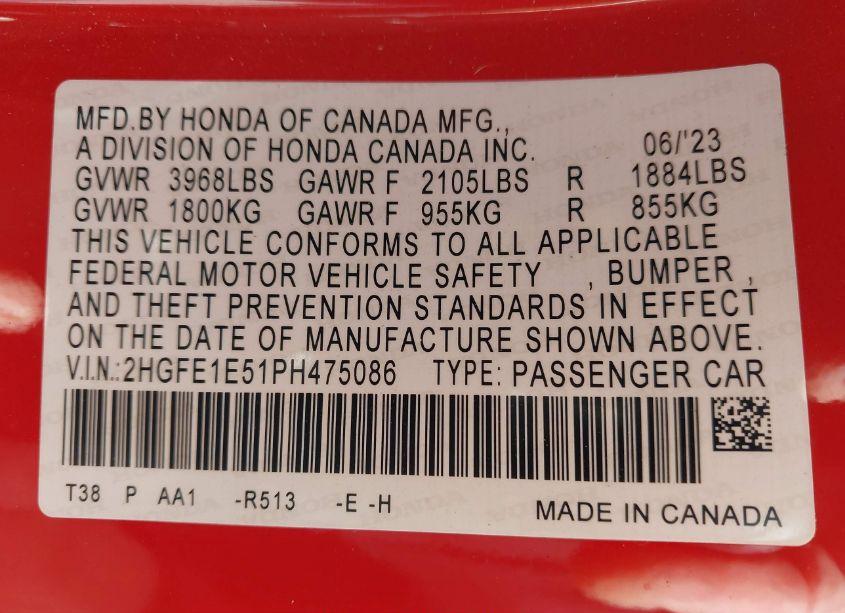 MFD.BY HONDA OF CANADA MFG.,
A DIVISION OF HONDA CANADA INC. 06/'23
GVWR 3968LBS GAWR F 2105LBS R 1884LBS
GVWR 1800KG GAWR F 955KG R 855KG
THIS VEHICLE CONFORMS TO ALL APPLICABLE
FEDERAL MOTOR VEHICLE SAFETY , BUMPER ,
AND THEFT PREVENTION STANDARDS IN EFFECT
ON THE DATE OF MANUFACTURE SHOWN ABOVE.
V.I.N.:2HGFE1E51PH475086 TYPE: PASSENGER CAR
T38 P AA1 -R513 -E -H
MADE IN CANADA